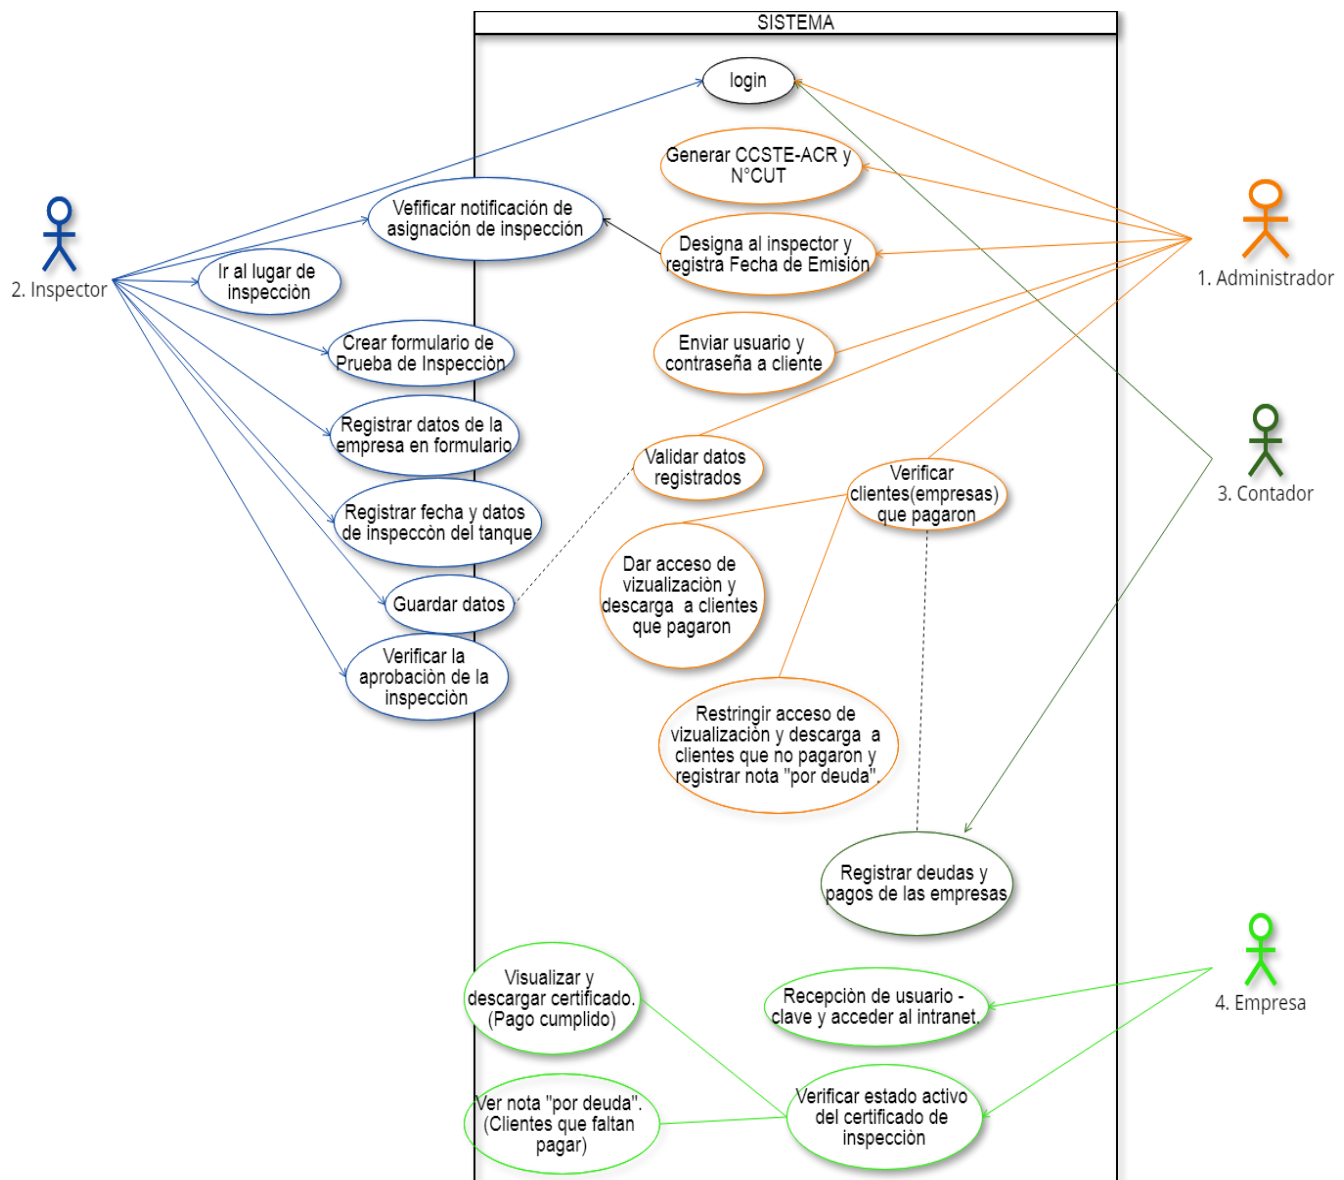 SISTEMA
login
Generar CCSTE-ACR y
N°CUT
Vefificar notificación de
asignación de inspección
Designa al inspector y
registra Fecha de Emisión
2. Inspector
1. Administrador
Ir al lugar de
inspecciòn
Crear formulario de
Prueba de Inspecciòn
Enviar usuario y
contraseña a cliente
Registrar datos de la
empresa en formulario
Validar datos
registrados
Verificar
clientes(empresas)
que pagaron
3. Contador
Registrar fecha y datos
de inspeccòn del tanque
Dar acceso de
vizualizaciòn y
descarga  a clientes
que pagaron
Guardar datos
Verificar la
aprobaciòn de la
inspecciòn
Restringir acceso de
vizualizaciòn y descarga  a
clientes que no pagaron y
registrar nota "por deuda".
Registrar deudas y
pagos de las empresas
Visualizar y
descargar certificado.
(Pago cumplido)
Recepciòn de usuario -
clave y acceder al intranet.
4. Empresa
Ver nota "por deuda".
(Clientes que faltan
pagar)
Verificar estado activo
del certificado de
inspecciòn